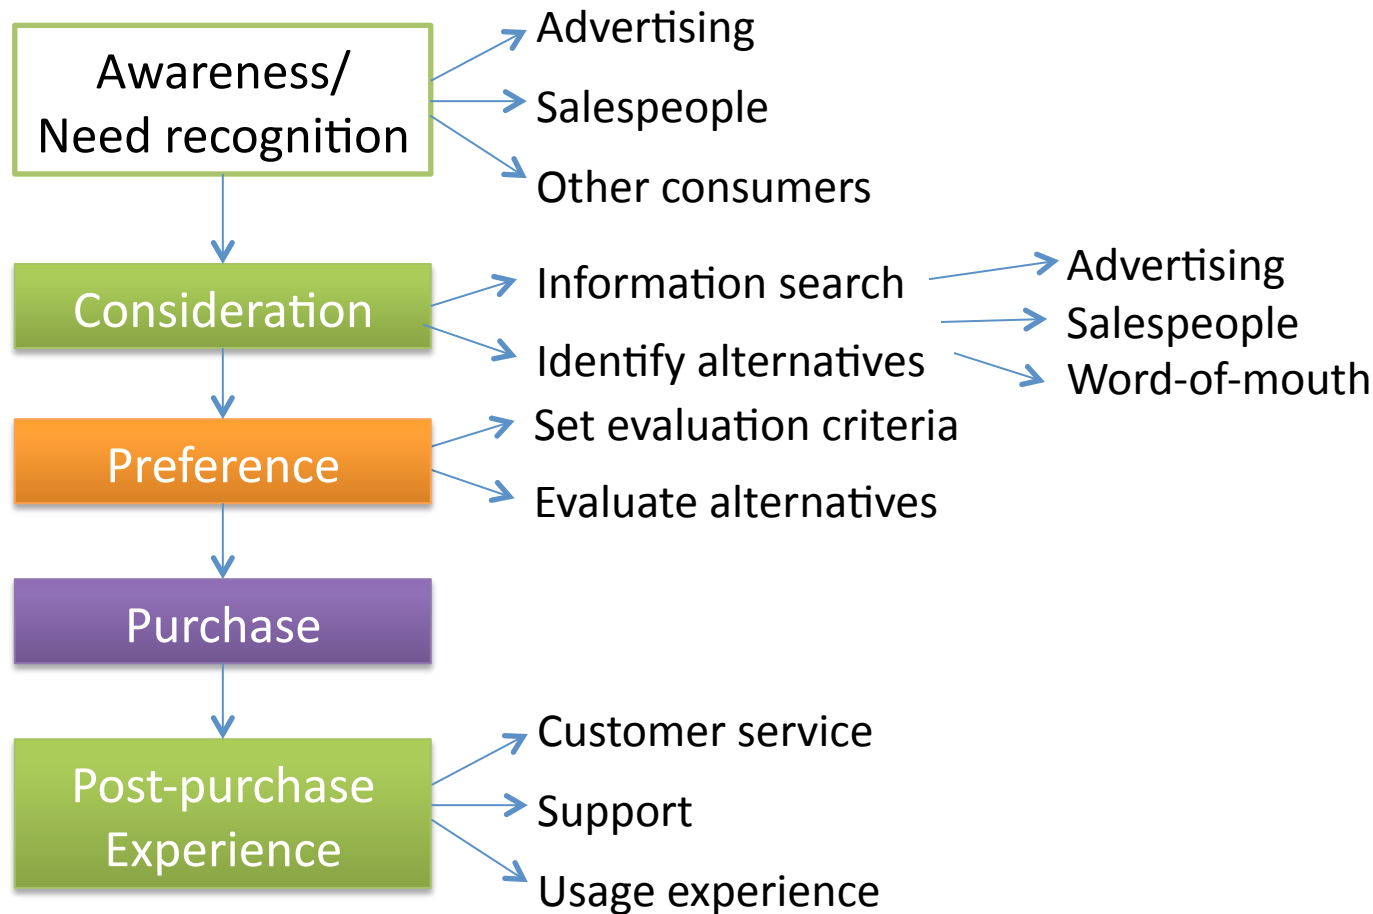 Awareness/
Need recognition
Advertising
Salespeople
Other consumers
Consideration
Information search
Identify alternatives
Advertising
Salespeople
Word-of-mouth
Preference
Set evaluation criteria
Evaluate alternatives
Purchase
Post-purchase
Experience
Customer service
Support
Usage experience